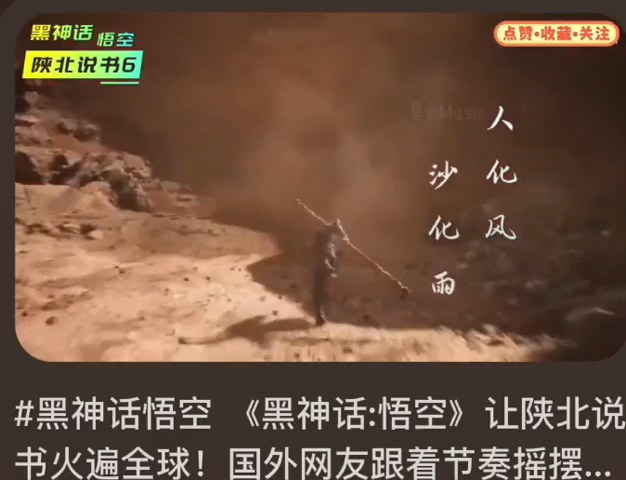 黑神话
悟空
陕北说书6
点赞•收藏•关注
人化风
沙化雨
#黑神话悟空 《黑神话:悟空》让陕北说
书火遍全球！国外网友跟着节奏摇摆...